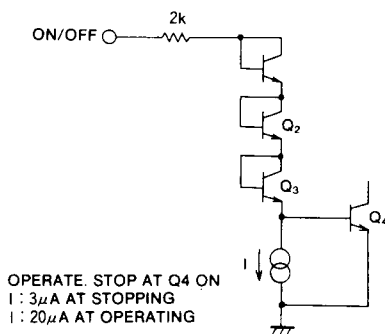 2k
ON/OFF
Q2
Q3
Q4
I
OPERATE. STOP AT Q4 ON
I : 3μA AT STOPPING
I : 20μA AT OPERATING